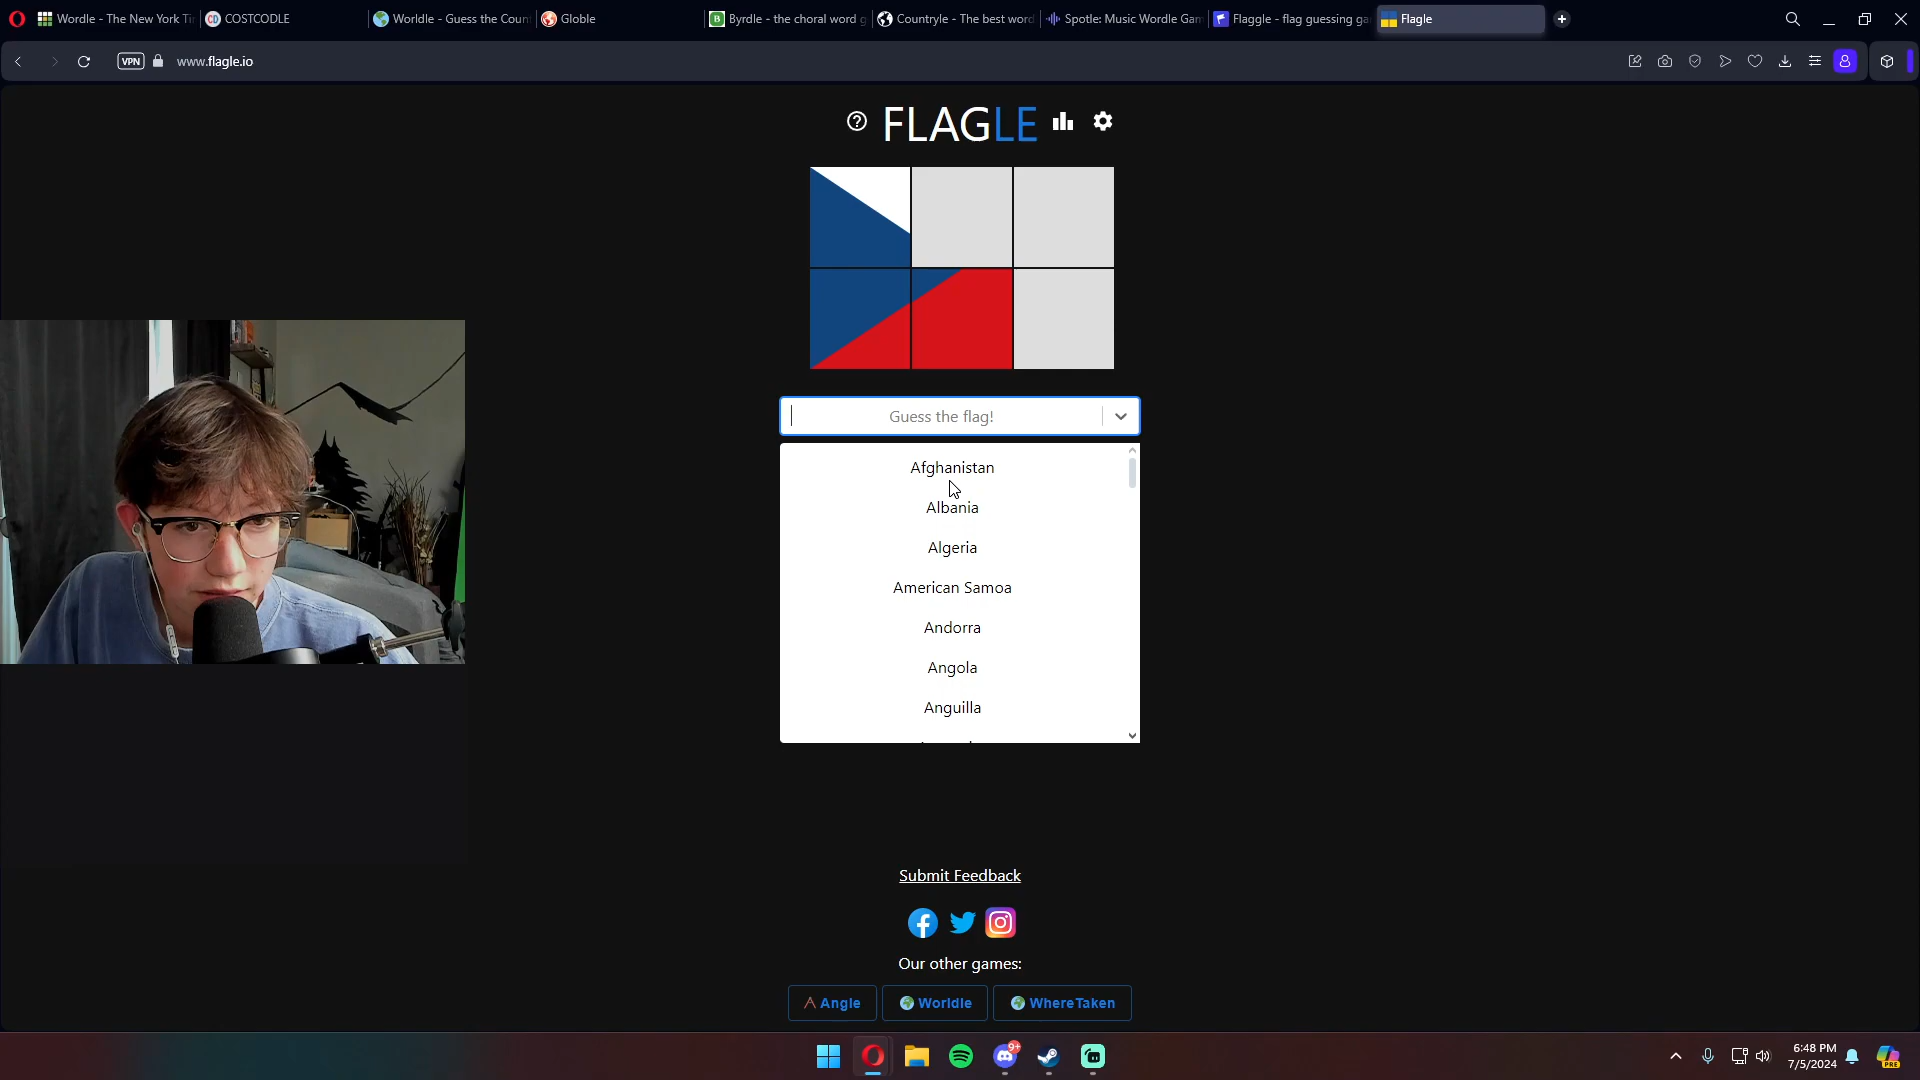 Wordle - The New York Ti
COSTCODLE
Worldle - Guess the Coun
Globle
Byrdle - the choral word g
Countryle - The best word
Spotle: Music Wordle Gam
Flaggle - flag guessing ga
Flagle
VPN
www.flagle.io
FLAGLE
Guess the flag!
Afghanistan
Albania
Algeria
American Samoa
Andorra
Angola
Anguilla
Submit Feedback
Our other games:
Angle
Worldle
WhereTaken
9+
6:48 PM
7/5/2024
PRE